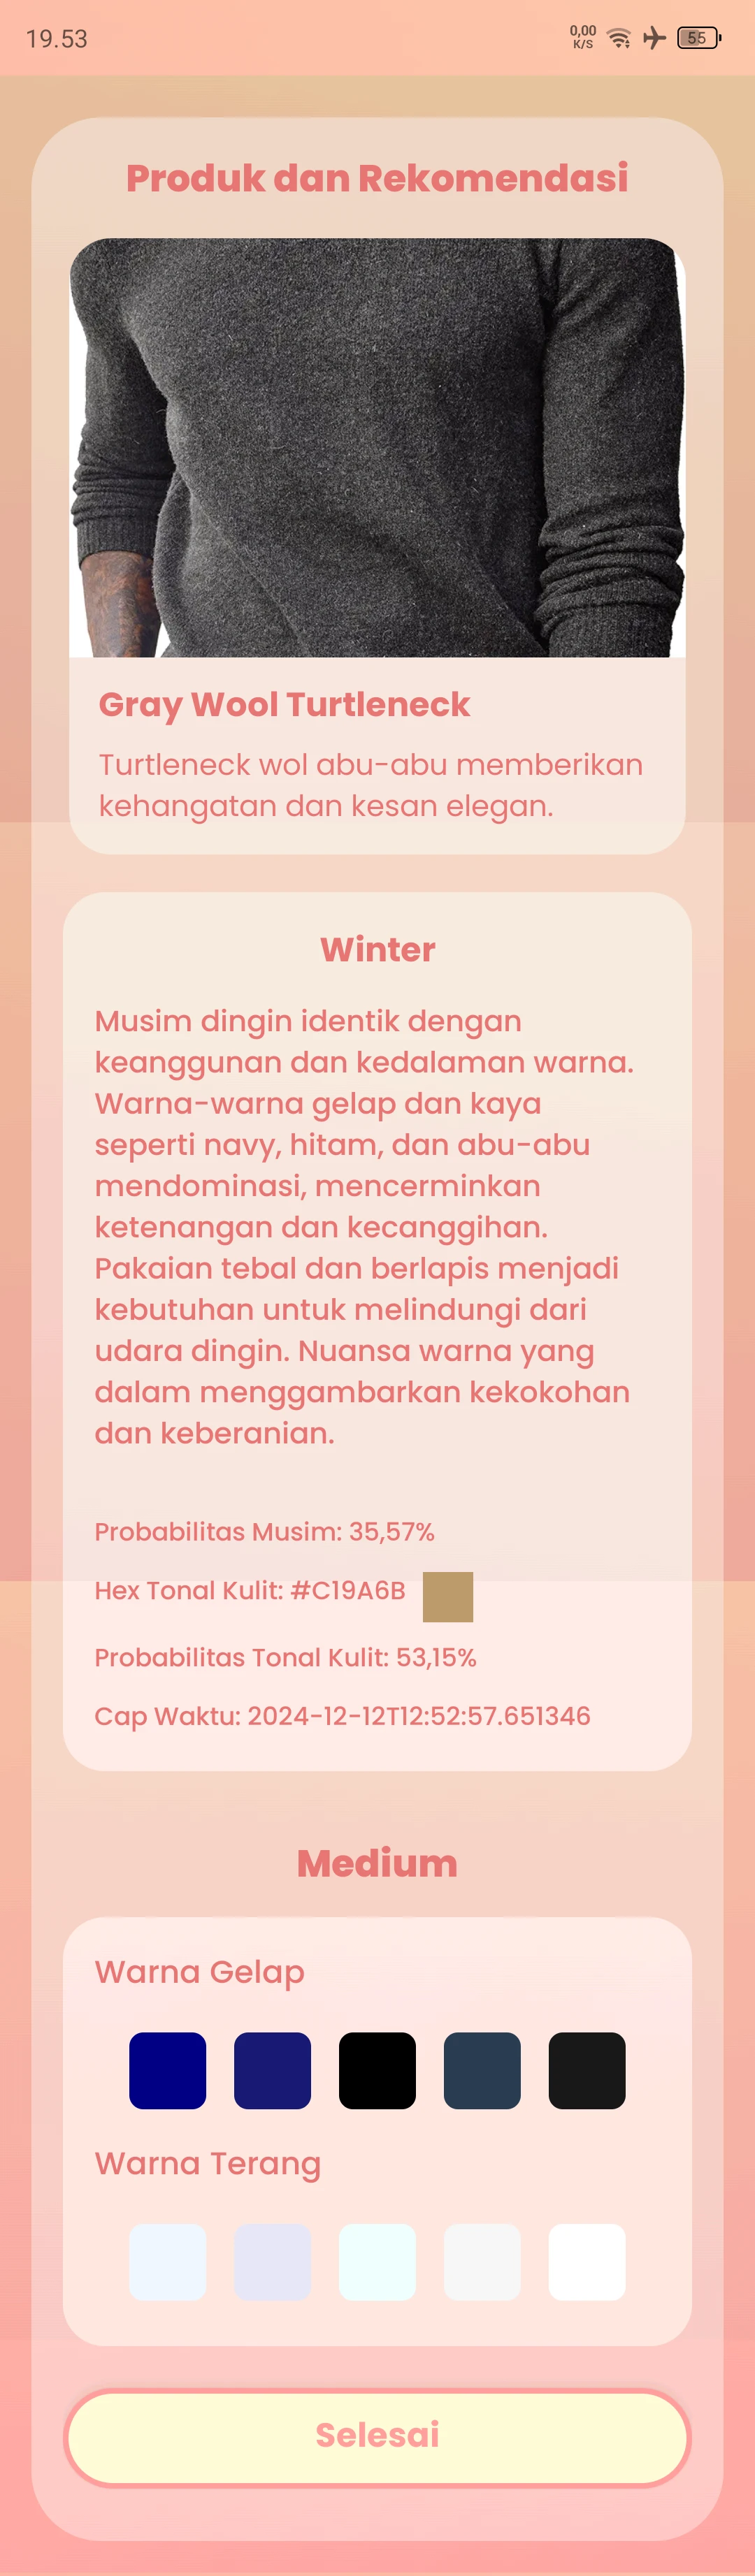 19.53
0,00
K/S
55
Produk dan Rekomendasi
Gray Wool Turtleneck
Turtleneck wol abu-abu memberikan
kehangatan dan kesan elegan.
Winter
Musim dingin identik dengan
keanggunan dan kedalaman warna.
Warna-warna gelap dan kaya
seperti navy, hitam, dan abu-abu
mendominasi, mencerminkan
ketenangan dan kecanggihan.
Pakaian tebal dan berlapis menjadi
kebutuhan untuk melindungi dari
udara dingin. Nuansa warna yang
dalam menggambarkan kekokohan
dan keberanian.
Probabilitas Musim: 35,57%
Hex Tonal Kulit: #C19A6B
Probabilitas Tonal Kulit: 53,15%
Cap Waktu: 2024-12-12T12:52:57.651346
Medium
Warna Gelap
Warna Terang
Selesai